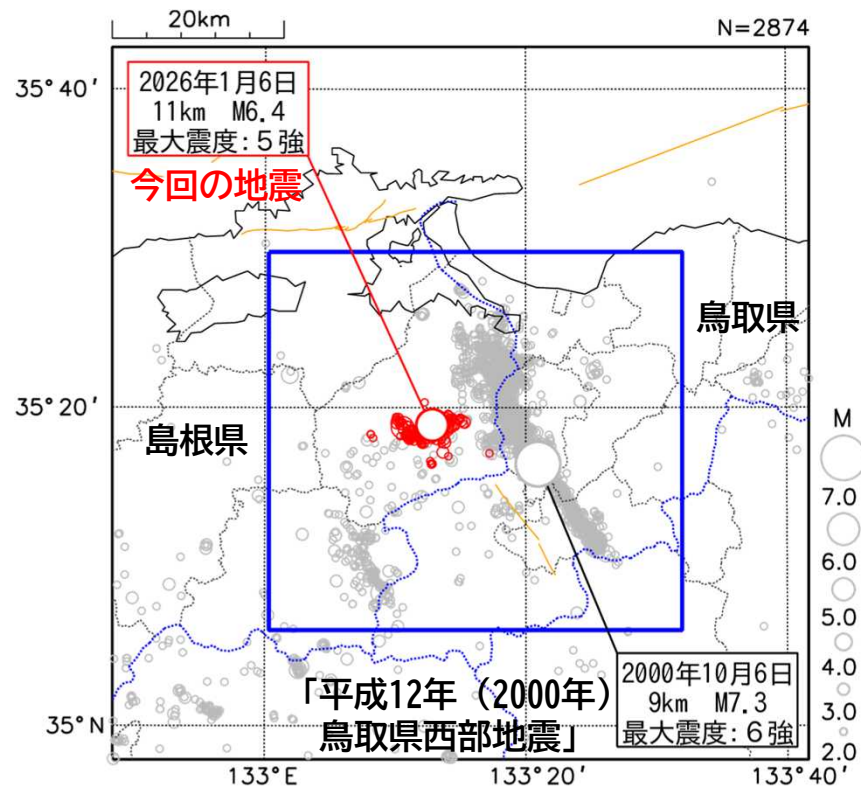 20km
N=2874
35°40′
2026年1月6日
11km M6.4
最大震度:5強
今回の地震
鳥取県
35°20′
島根県
M
7.0
6.0
5.0
4.0
3.0
2.0
「平成12年（2000年）
鳥取県西部地震」
2000年10月6日
9km M7.3
最大震度:6強
35°N
133°E
133°20′
133°40′